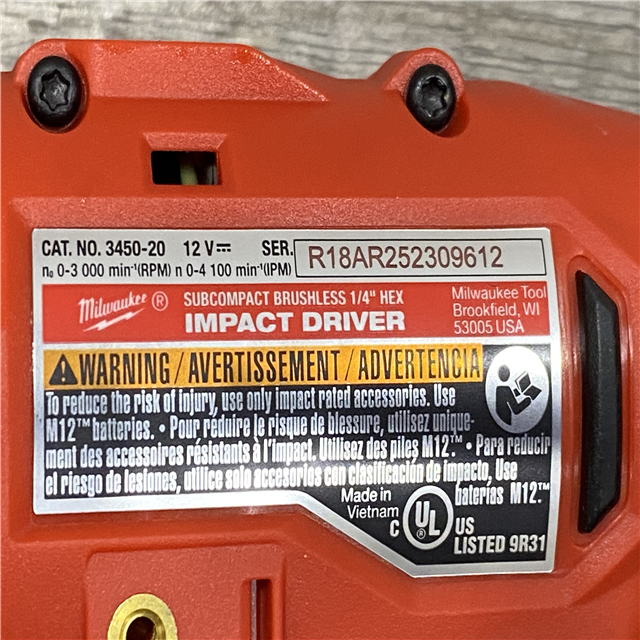 CAT. NO. 3450-20 12 V⎓ SER. R18AR252309612
n₀ 0-3 000 min⁻¹(RPM) n 0-4 100 min⁻¹(IPM)
Milwaukee ® SUBCOMPACT BRUSHLESS 1/4" HEX
IMPACT DRIVER
Milwaukee Tool
Brookfield, WI
53005 USA
WARNING / AVERTISSEMENT / ADVERTENCIA
To reduce the risk of injury, use only impact rated accessories. Use
M12™ batteries. • Pour réduire le risque de blessure, utilisez unique-
ment des accessoires résistants à l'impact. Utilisez des piles M12.™ • Para reducir
el riesgo de lesiones, utilice solo accesorios con clasificación de impacto, Use
baterías M12.™
Made in
Vietnam
C UL US
LISTED 9R31